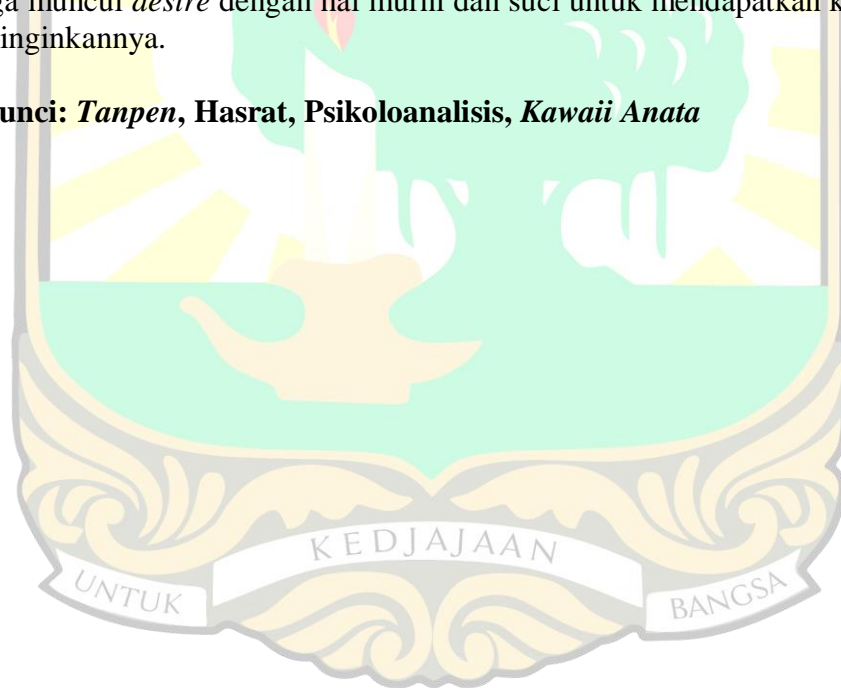 ga muncul desire dengan hal murni dan suci untuk mendapatkan k
inginkannya.
unci: Tanpen, Hasrat, Psikoloanalisis, Kawaii Anata
UNTUK KEDJAJAAN BANGSA